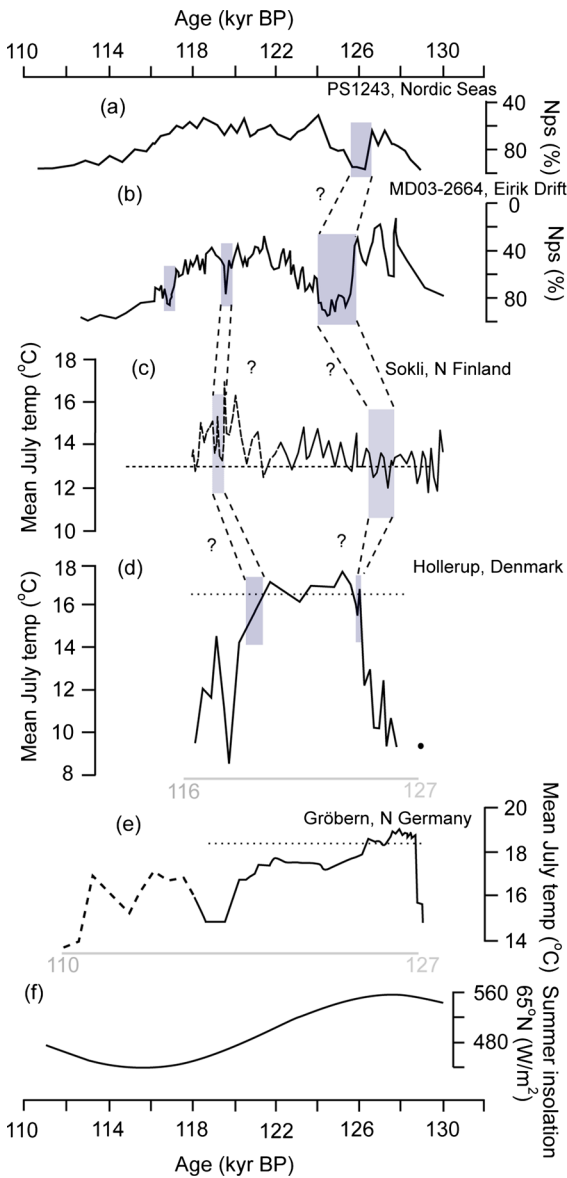 Age (kyr BP)
110 114 118 122 126 130
PS1243, Nordic Seas
(a)
40
80
Nps (%)
(b)
MD03-2664, Eirik Drift
?
0
40
80
Nps (%)
18
16
14
12
10
Mean July temp (°C)
(c)
?
?
Sokli, N Finland
?
?
18
16
14
12
10
8
Mean July temp (°C)
(d)
Hollerup, Denmark
116
127
(e)
Gröbern, N Germany
20
18
16
14
Mean July temp (°C)
110
127
(f)
560
480
Summer insolation
65°N (W/m²)
110 114 118 122 126 130
Age (kyr BP)